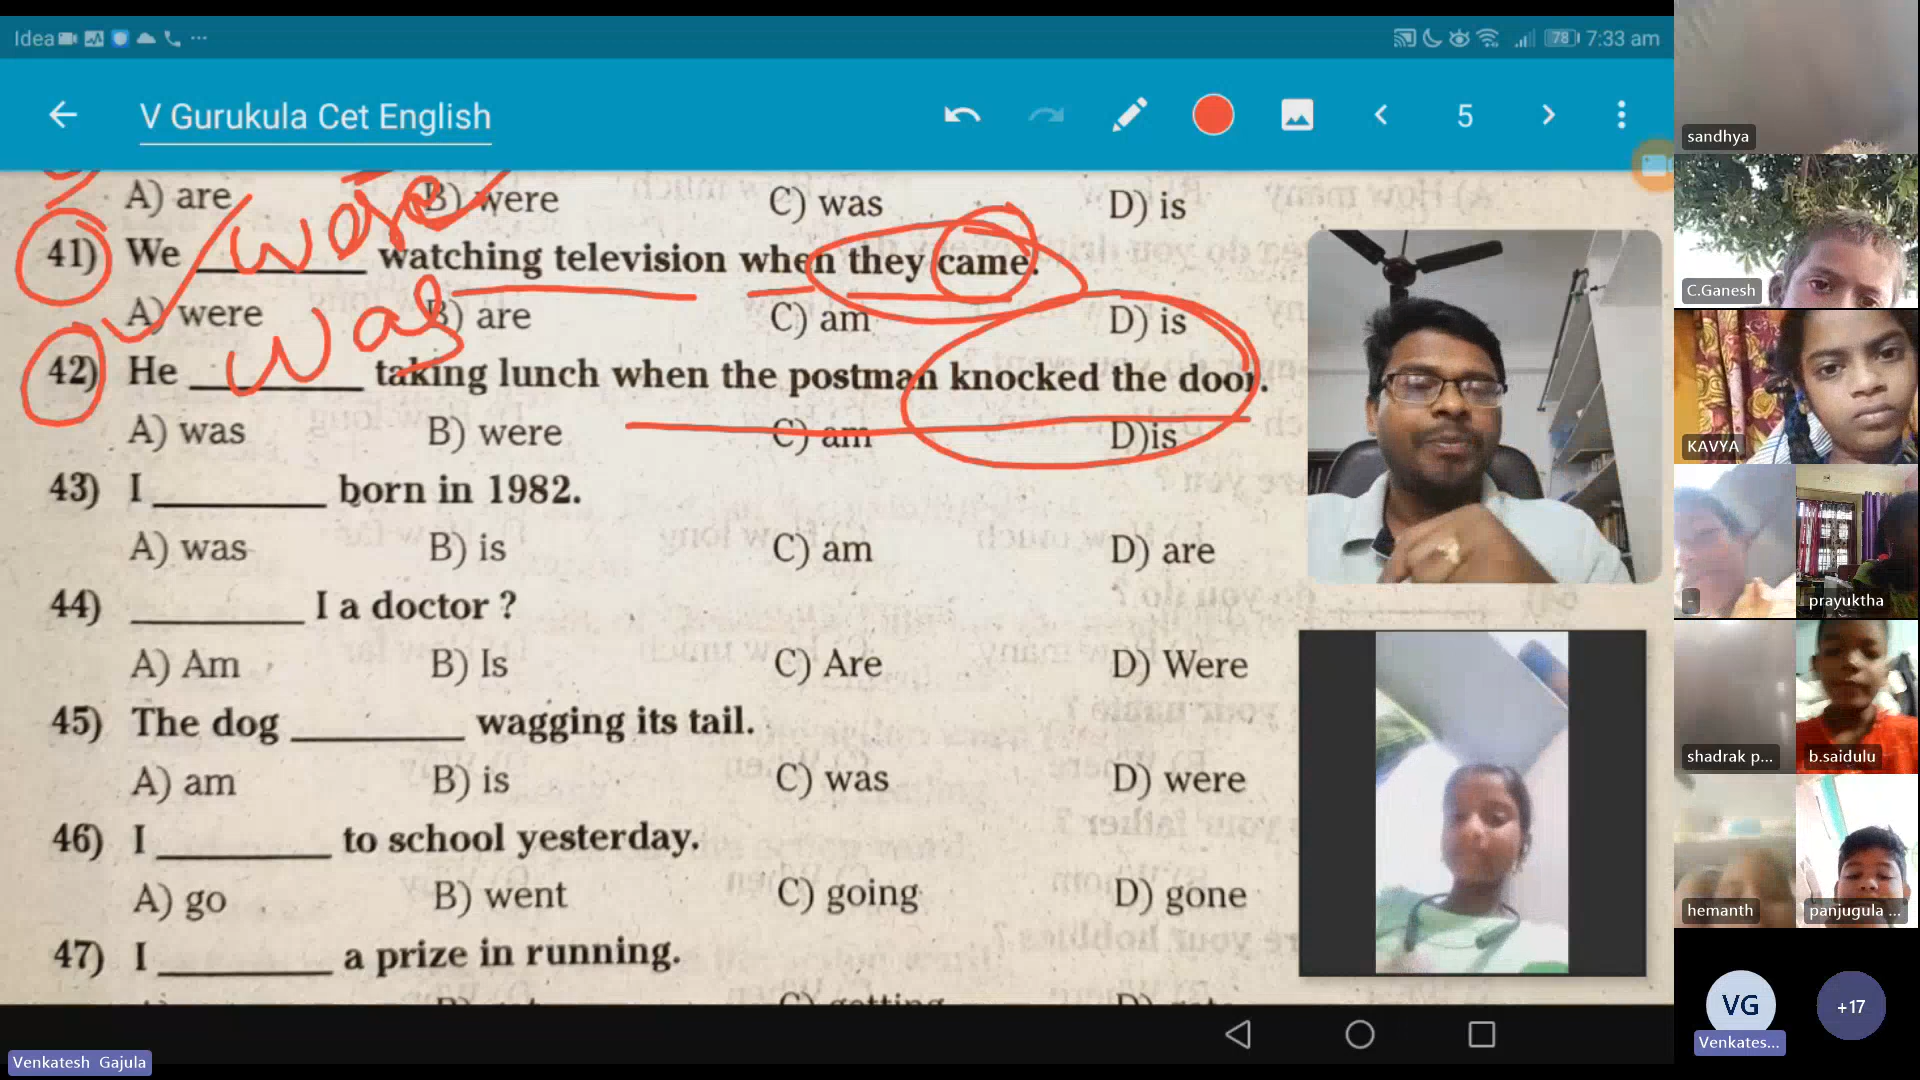 Idea
78 7:33 am
V Gurukula Cet English
5
A) are B) were C) was D) is
41) We ________ watching television when they came.
were
A) were B) are C) am D) is
42) He ________ taking lunch when the postman knocked the door.
was
A) was B) were C) am D)is
43) I ________ born in 1982.
A) was B) is C) am D) are
44) ________ I a doctor ?
A) Am B) Is C) Are D) Were
45) The dog ________ wagging its tail.
A) am B) is C) was D) were
46) I ________ to school yesterday.
A) go B) went C) going D) gone
47) I ________ a prize in running.
C) getting
Venkatesh Gajula
sandhya
C.Ganesh
KAVYA
-
prayuktha
shadrak p...
b.saidulu
hemanth
panjugula ...
VG
+17
Venkates...